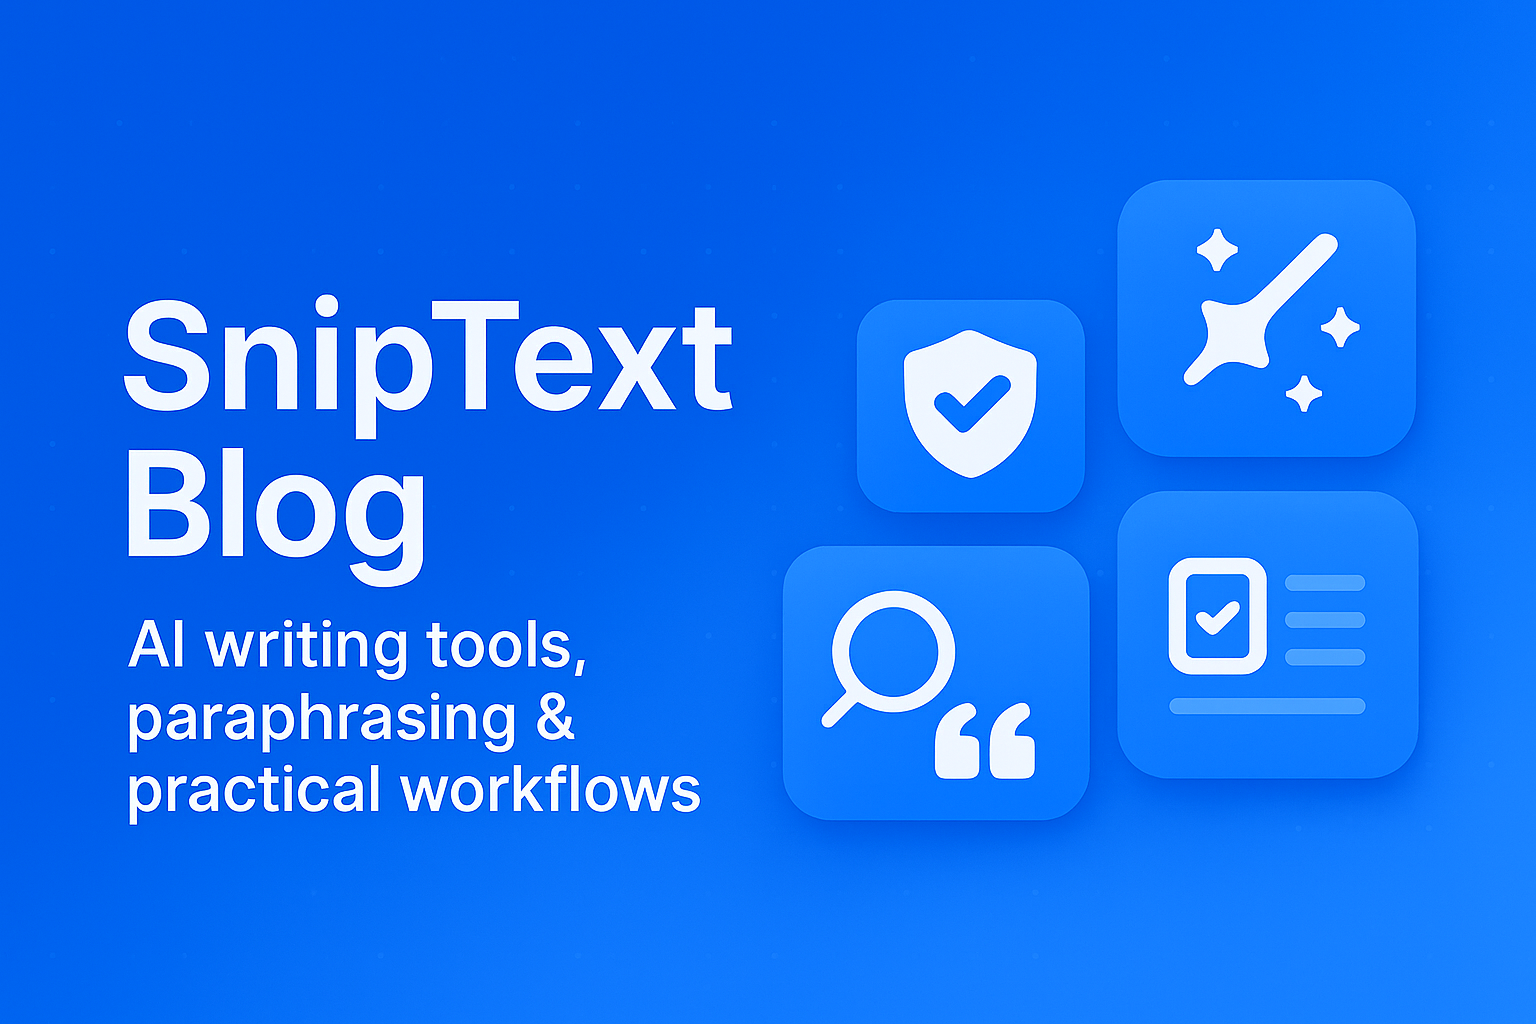 SnipText
Blog
AI writing tools,
paraphrasing &
practical workflows